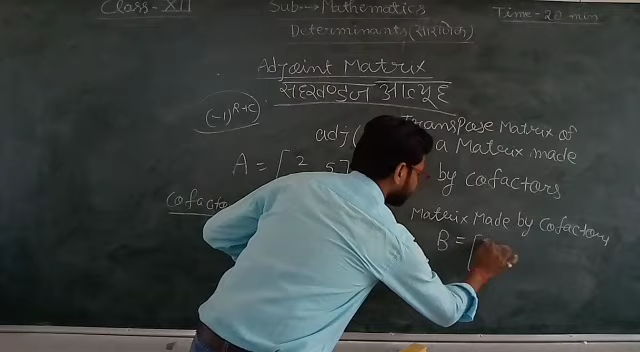 Class-XII
Sub→Mathematics
Time-20 min
Determinants(सारणिक)
Adjoint Matrix
सहखण्डज आव्यूह
(-1)^R+C
adj( Transpose Matrix of
a Matrix made
by cofactors
A = [ 2 5
Cofacto
Matrix Made by Cofactors
B = [